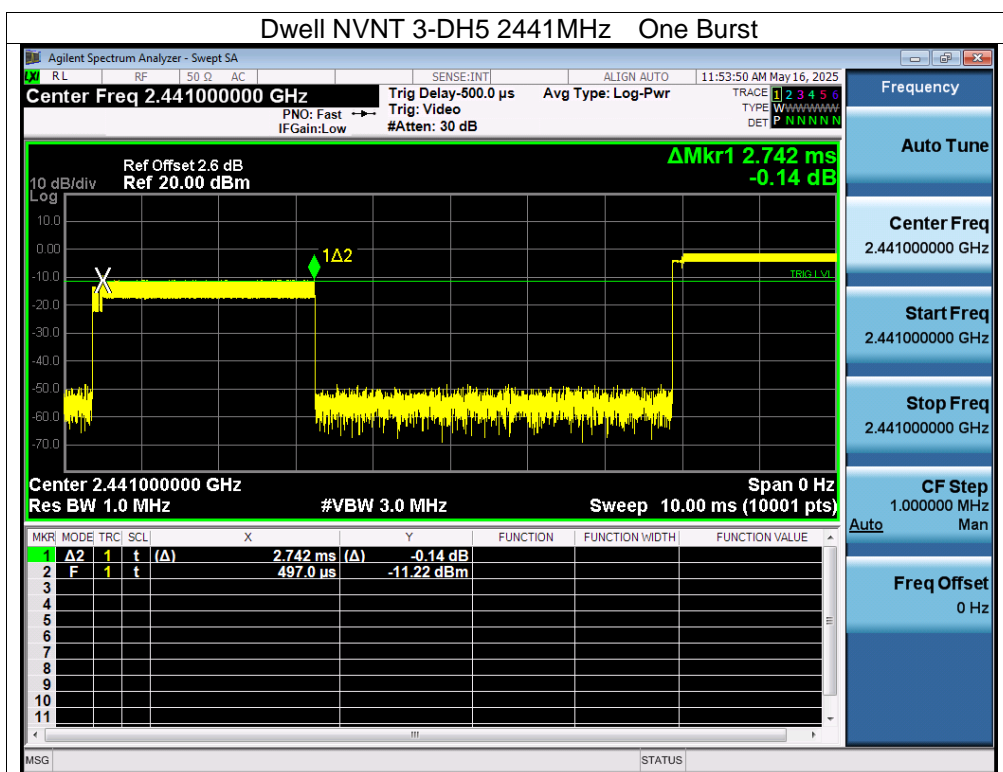 Dwell NVNT 3-DH5 2441MHz One Burst
Agilent Spectrum Analyzer - Swept SA
LXI RL RF 50 Ω AC SENSE:INT ALIGN AUTO 11:53:50 AM May 16, 2025
Center Freq 2.441000000 GHz
PNO: Fast
IFGain:Low
Trig Delay-500.0 µs
Trig: Video
#Atten: 30 dB
Avg Type: Log-Pwr
TRACE 1 2 3 4 5 6
TYPE WWWWWW
DET P N N N N N
ΔMkr1 2.742 ms
-0.14 dB
Ref Offset 2.6 dB
10 dB/div Ref 20.00 dBm
Log
10.0
0.00
-10.0
-20.0
-30.0
-40.0
-50.0
-60.0
-70.0
1Δ2
TRIG LVL
Center 2.441000000 GHz Span 0 Hz
Res BW 1.0 MHz #VBW 3.0 MHz Sweep 10.00 ms (10001 pts)
MKR MODE TRC SCL X Y FUNCTION FUNCTION WIDTH FUNCTION VALUE
1 Δ2 1 t (Δ) 2.742 ms (Δ) -0.14 dB
2 F 1 t 497.0 µs -11.22 dBm
3
4
5
6
7
8
9
10
11
MSG STATUS
Frequency
Auto Tune
Center Freq
2.441000000 GHz
Start Freq
2.441000000 GHz
Stop Freq
2.441000000 GHz
CF Step
1.000000 MHz
Auto Man
Freq Offset
0 Hz